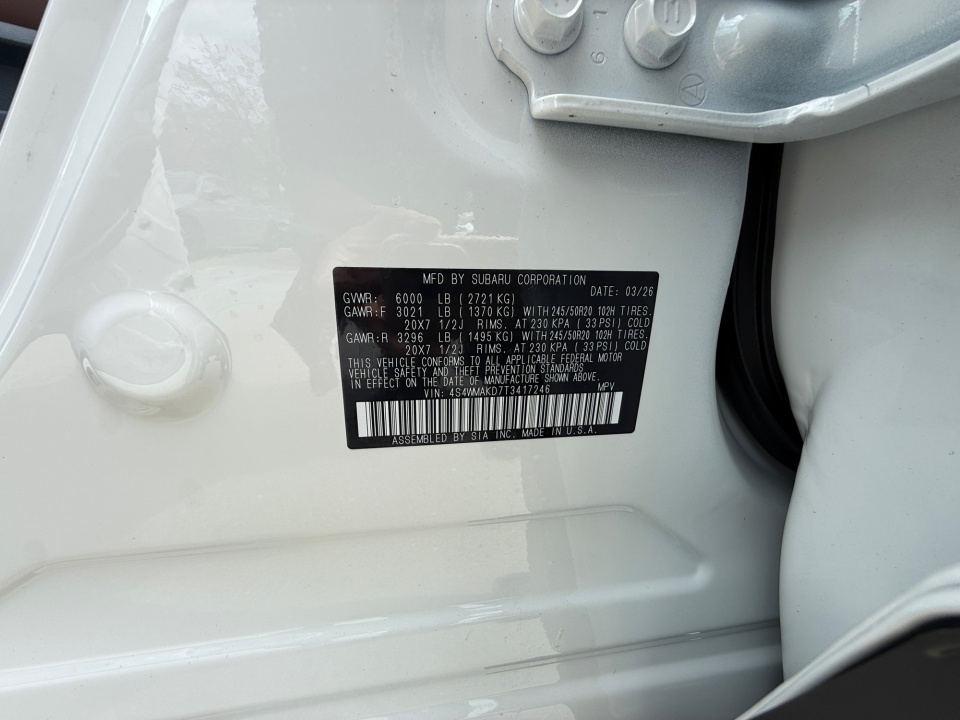 61
A
MFD BY SUBARU CORPORATION
DATE: 03/26
GVWR: 6000 LB ( 2721 KG)
GAWR:F 3021 LB ( 1370 KG) WITH 245/50R20 102H TIRES.
20X7 1/2J RIMS. AT 230 KPA ( 33 PSI) COLD
GAWR:R 3296 LB ( 1495 KG) WITH 245/50R20 102H TIRES.
20X7 1/2J RIMS. AT 230 KPA ( 33 PSI) COLD
THIS VEHICLE CONFORMS TO ALL APPLICABLE FEDERAL MOTOR
VEHICLE SAFETY AND THEFT PREVENTION STANDARDS
IN EFFECT ON THE DATE OF MANUFACTURE SHOWN ABOVE.
VIN: 4S4WMAKD7T3417246 MPV
ASSEMBLED BY SIA INC. MADE IN U.S.A.